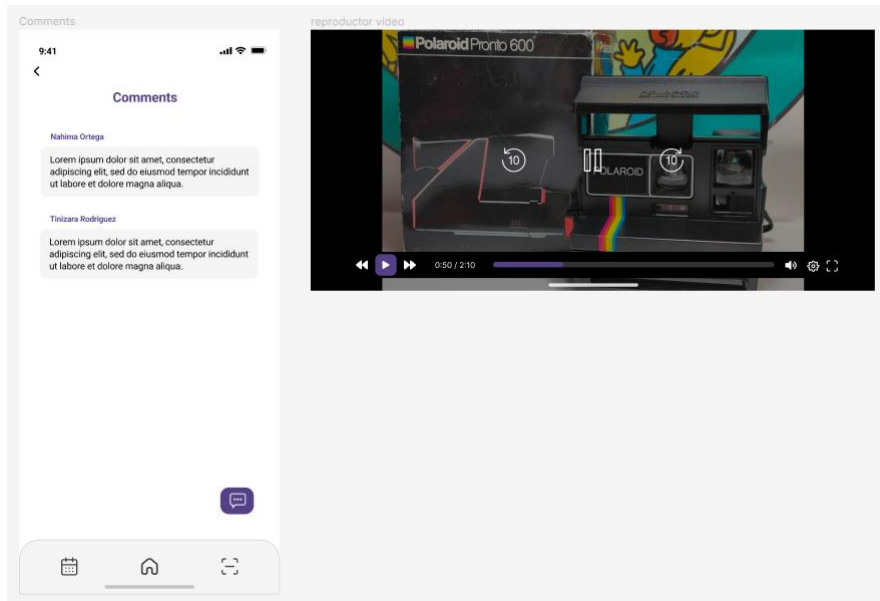 Comments
reproductor video
9:41
Comments
Nahima Ortega
Lorem ipsum dolor sit amet, consectetur
adipiscing elit, sed do eiusmod tempor incididunt
ut labore et dolore magna aliqua.
Tinizara Rodríguez
Lorem ipsum dolor sit amet, consectetur
adipiscing elit, sed do eiusmod tempor incididunt
ut labore et dolore magna aliqua.
Polaroid Pronto 600
10
10
POLAROID
0:50 / 2:10